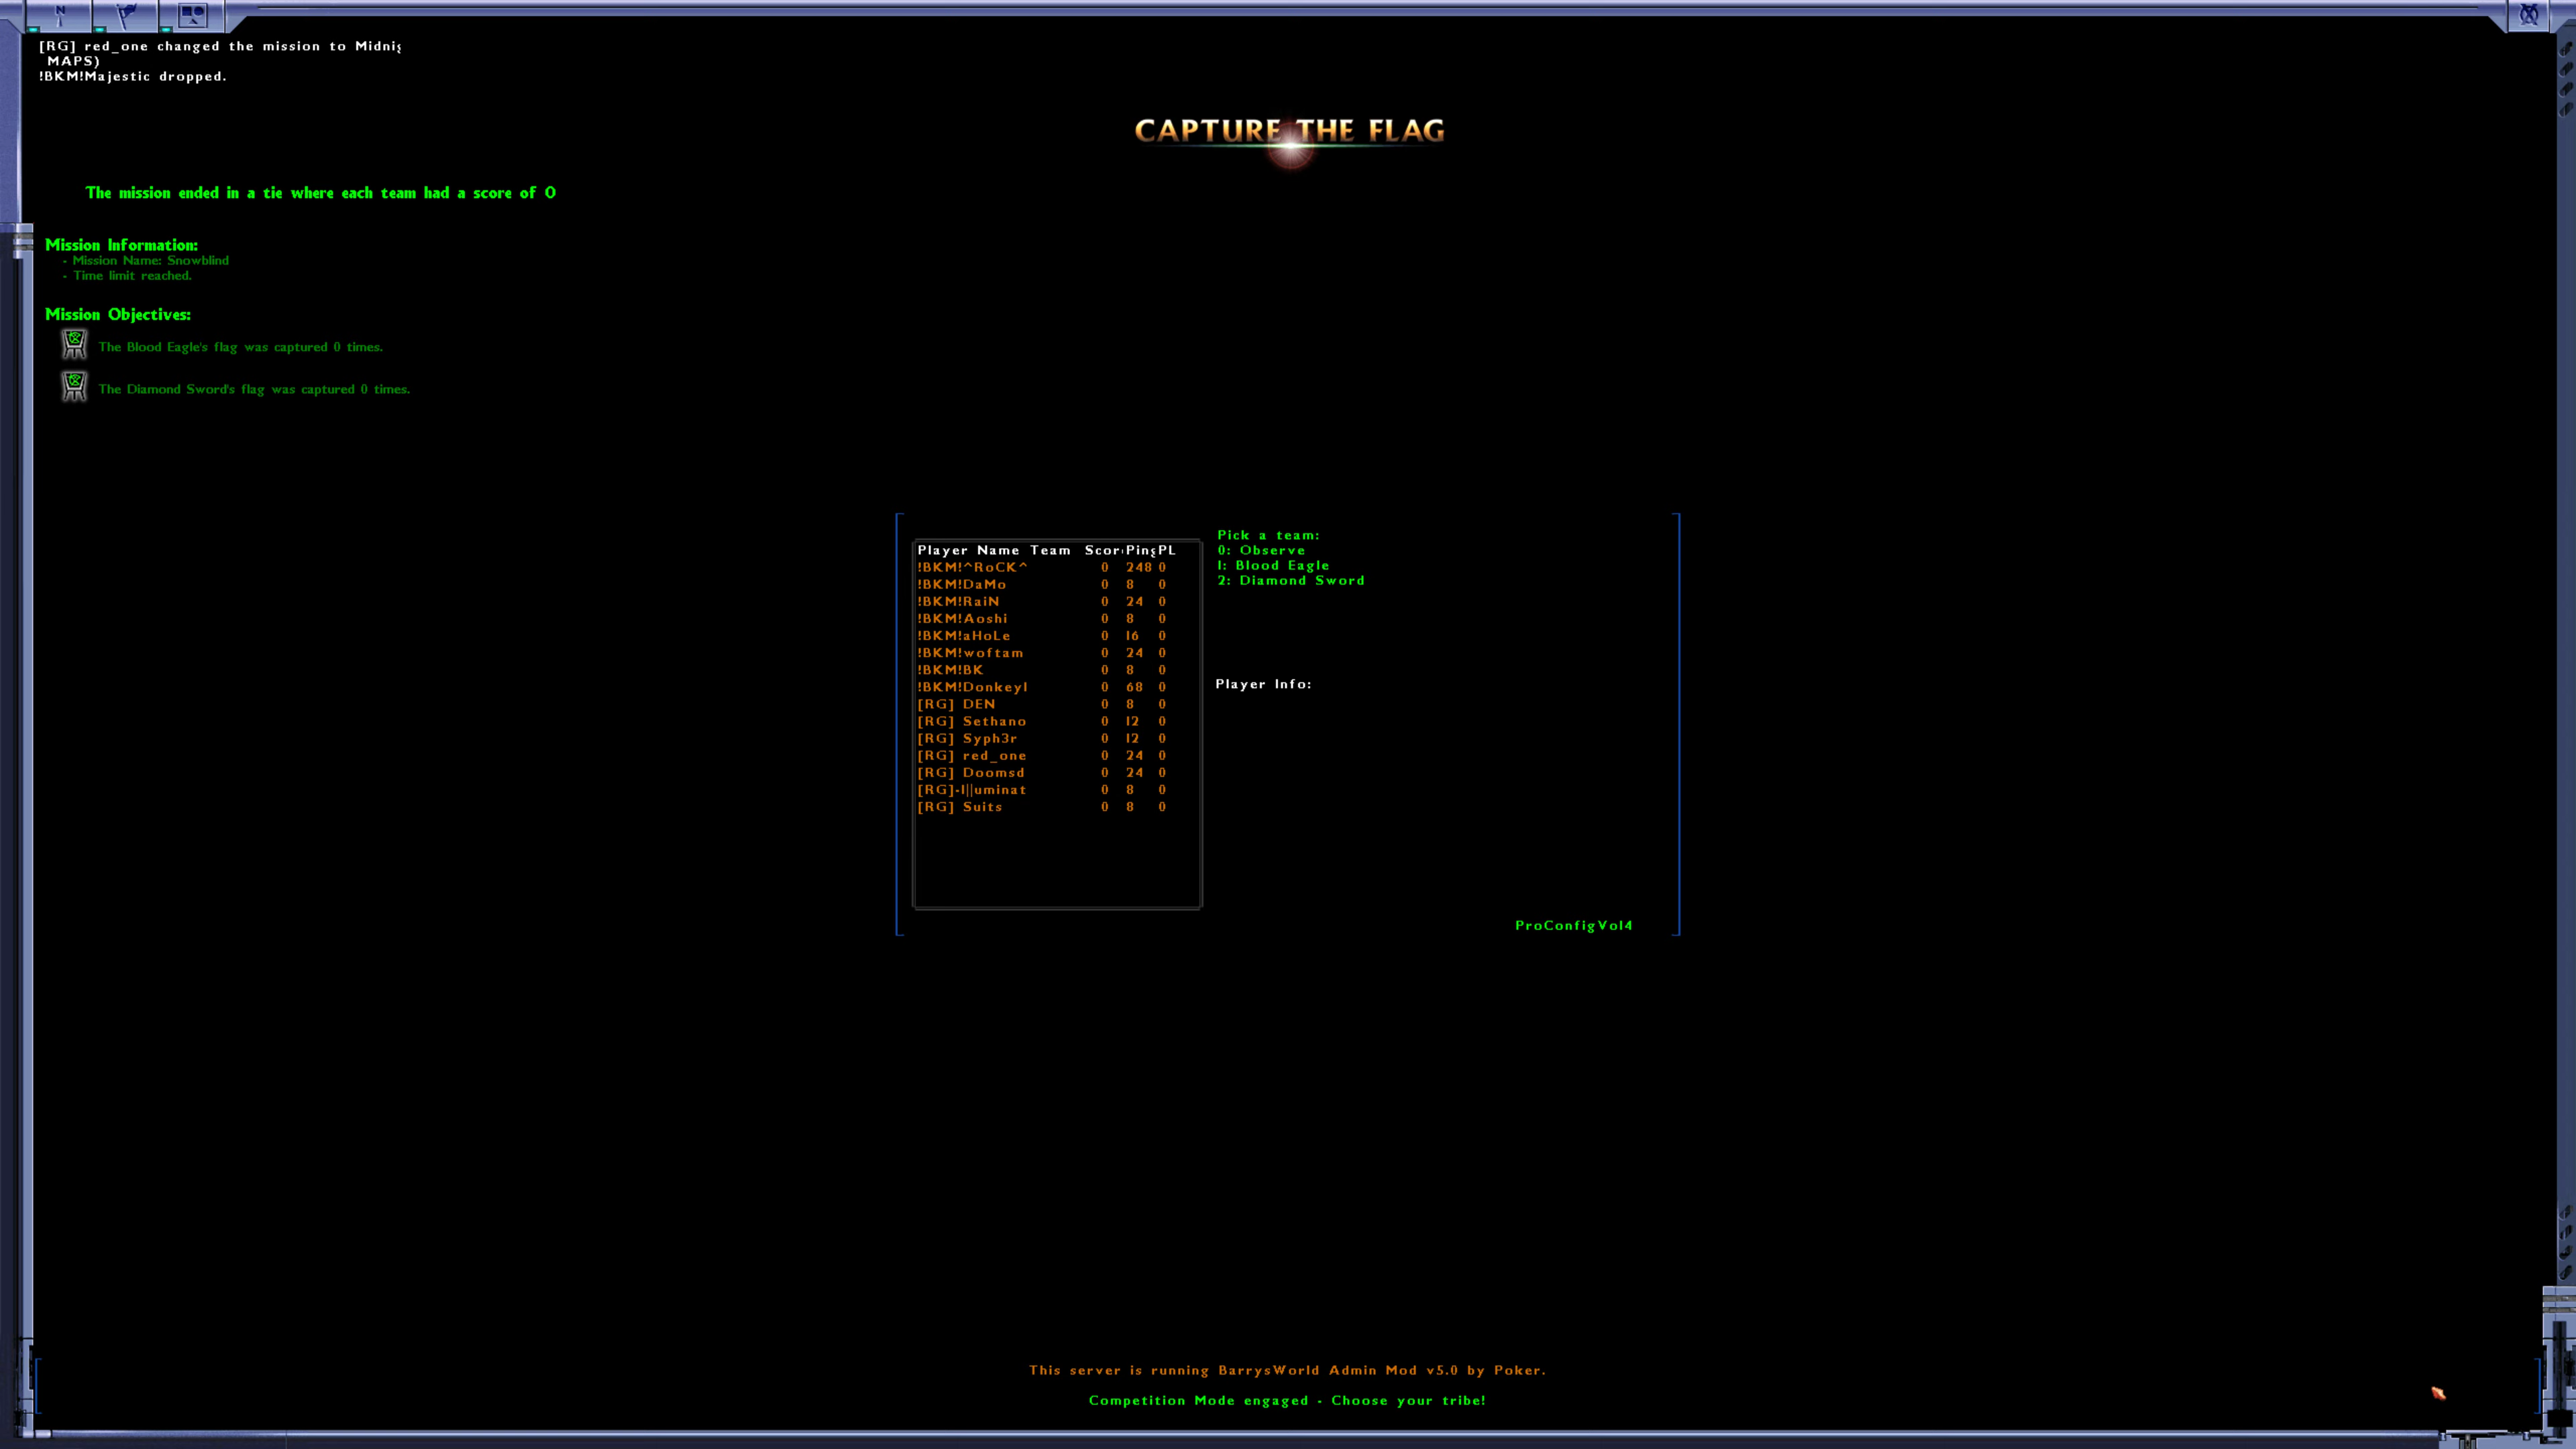 N
[RG] red_one changed the mission to Midnig
MAPS)
!BKM!Majestic dropped.
CAPTURE THE FLAG
The mission ended in a tie where each team had a score of 0
Mission Information:
- Mission Name: Snowblind
- Time limit reached.
Mission Objectives:
The Blood Eagle's flag was captured 0 times.
The Diamond Sword's flag was captured 0 times.
Player Name Team Scor Ping PL
!BKM!^RoCK^ 0 248 0
!BKM!DaMo 0 8 0
!BKM!RaiN 0 24 0
!BKM!Aoshi 0 8 0
!BKM!aHoLe 0 16 0
!BKM!woftam 0 24 0
!BKM!BK 0 8 0
!BKM!Donkey1 0 68 0
[RG] DEN 0 8 0
[RG] Sethano 0 12 0
[RG] Syph3r 0 12 0
[RG] red_one 0 24 0
[RG] Doomsd 0 24 0
[RG]-I||uminat 0 8 0
[RG] Suits 0 8 0
Pick a team:
0: Observe
1: Blood Eagle
2: Diamond Sword
Player Info:
ProConfigVol4
This server is running BarrysWorld Admin Mod v5.0 by Poker.
Competition Mode engaged - Choose your tribe!